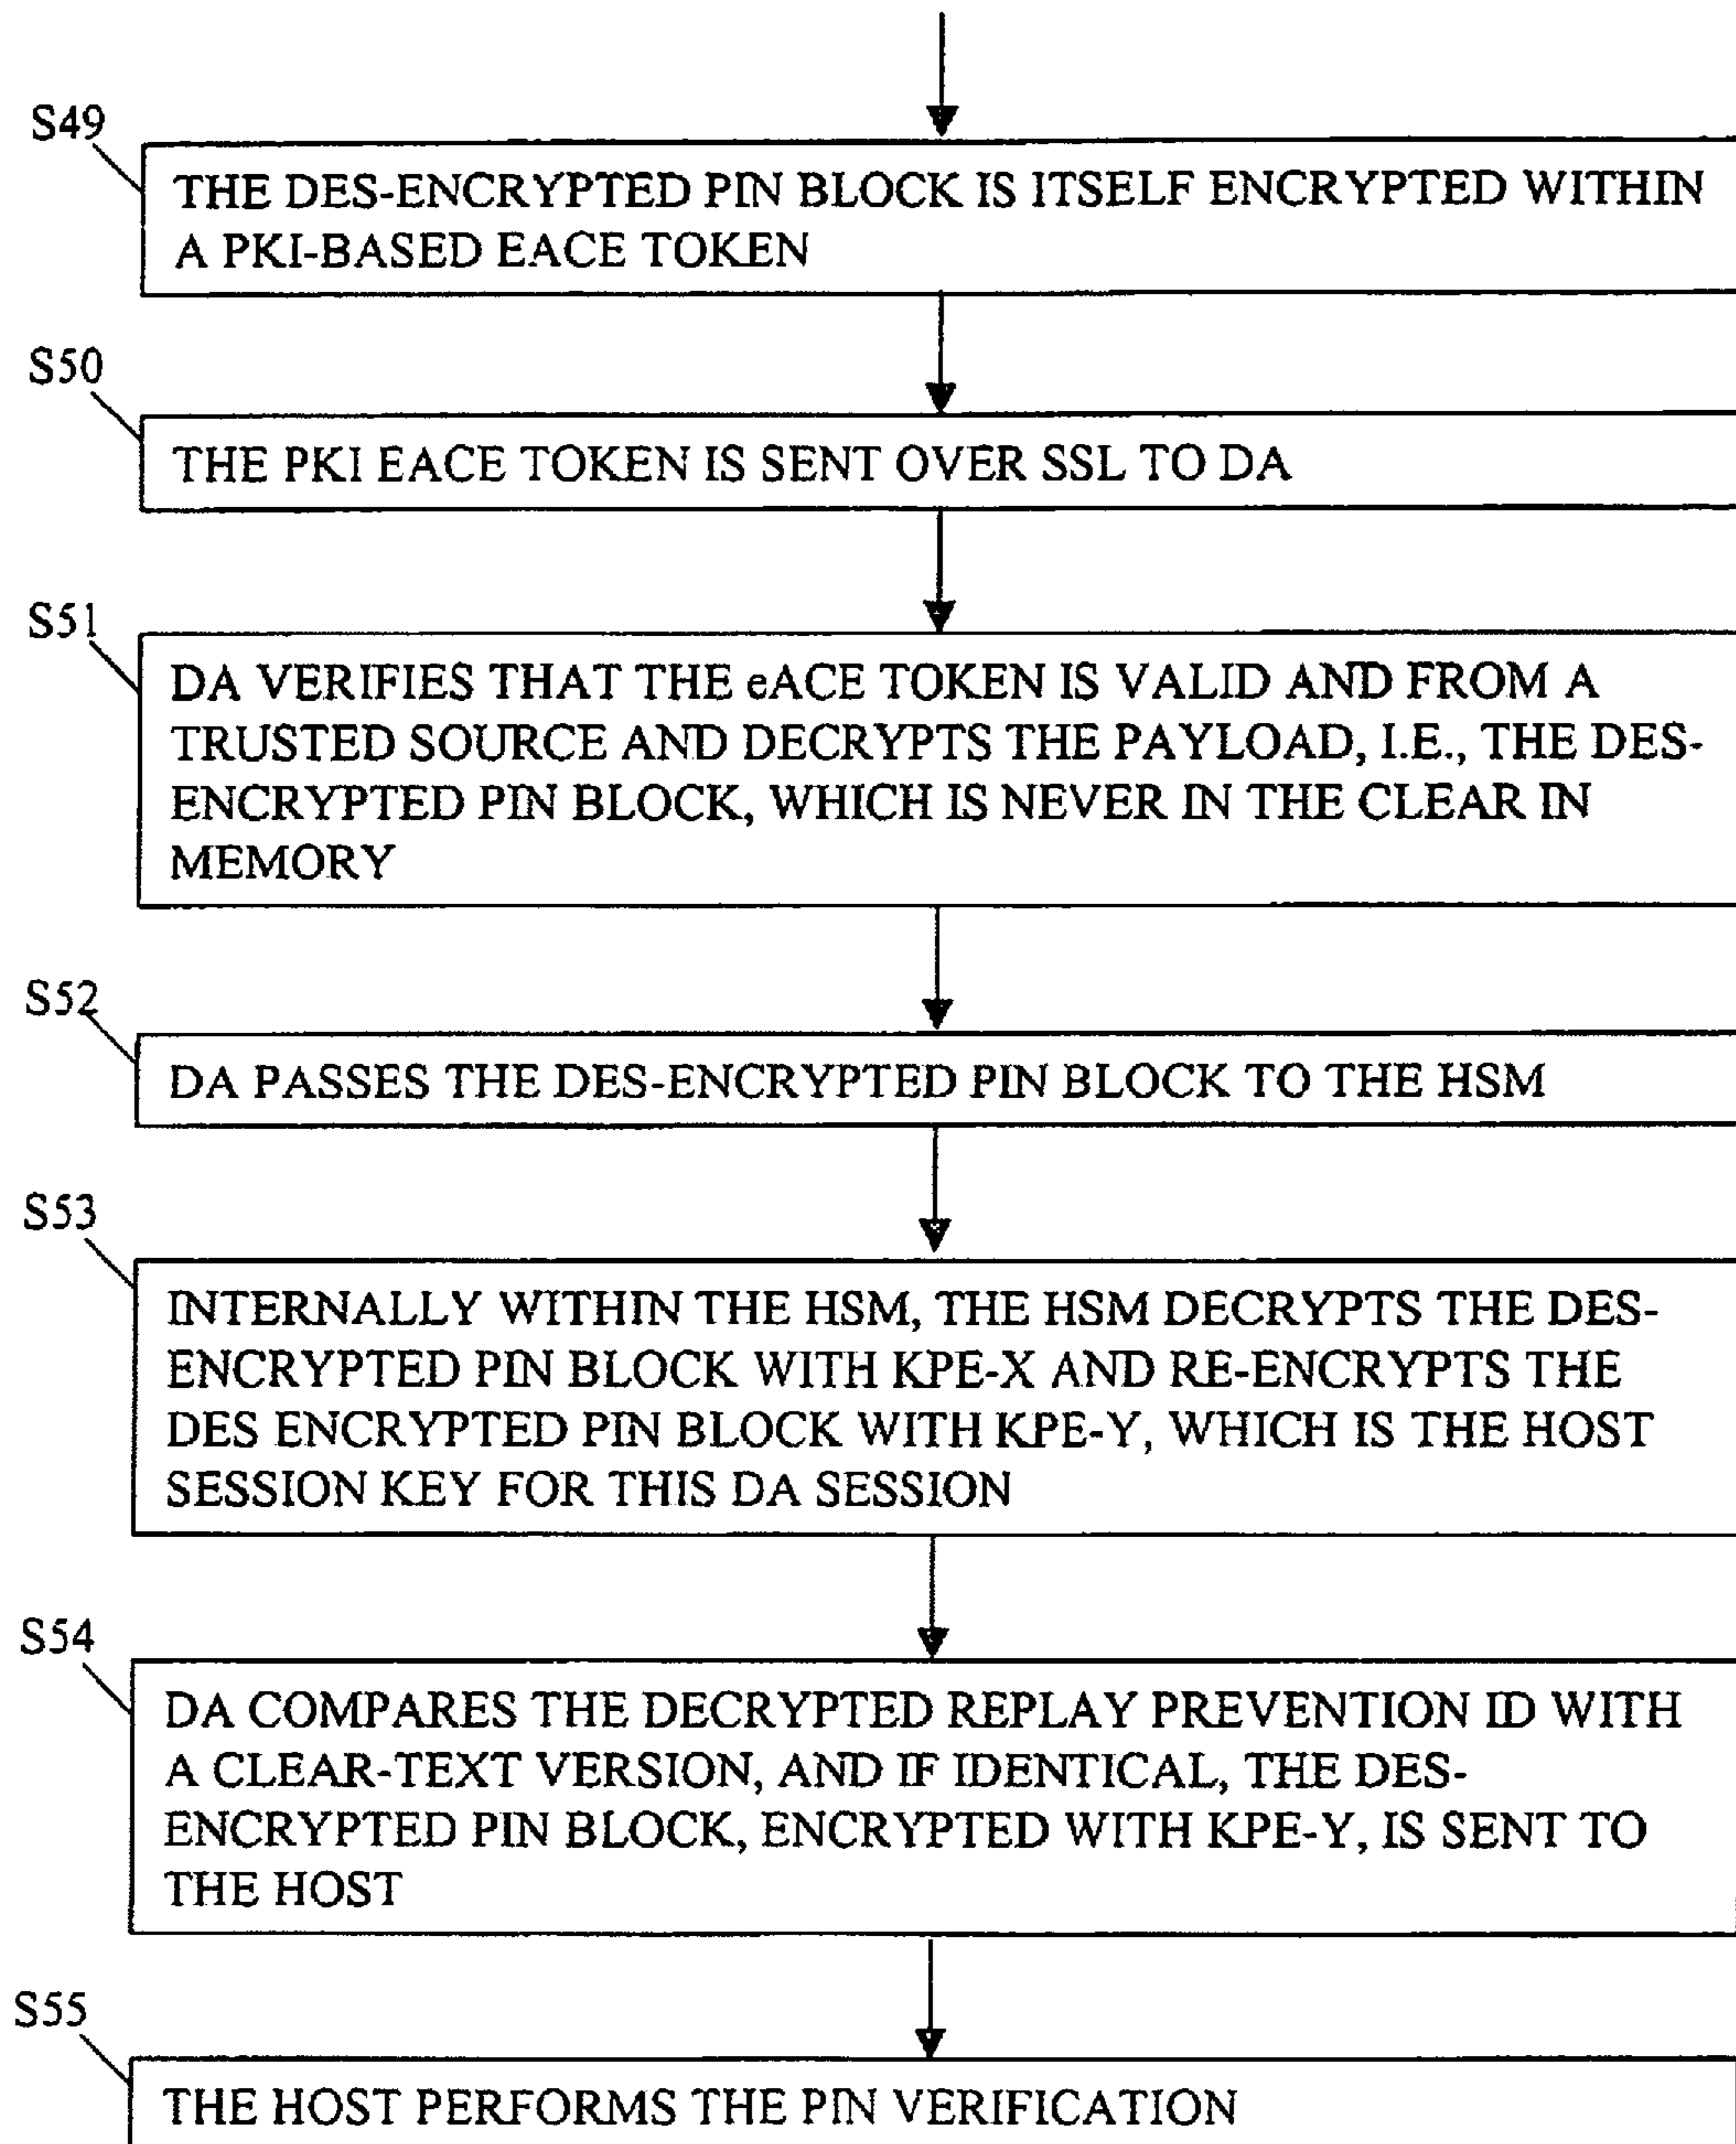 S49
THE DES-ENCRYPTED PIN BLOCK IS ITSELF ENCRYPTED WITHIN
A PKI-BASED EACE TOKEN
S50
THE PKI EACE TOKEN IS SENT OVER SSL TO DA
S51
DA VERIFIES THAT THE eACE TOKEN IS VALID AND FROM A
TRUSTED SOURCE AND DECRYPTS THE PAYLOAD, I.E., THE DES-
ENCRYPTED PIN BLOCK, WHICH IS NEVER IN THE CLEAR IN
MEMORY
S52
DA PASSES THE DES-ENCRYPTED PIN BLOCK TO THE HSM
S53
INTERNALLY WITHIN THE HSM, THE HSM DECRYPTS THE DES-
ENCRYPTED PIN BLOCK WITH KPE-X AND RE-ENCRYPTS THE
DES ENCRYPTED PIN BLOCK WITH KPE-Y, WHICH IS THE HOST
SESSION KEY FOR THIS DA SESSION
S54
DA COMPARES THE DECRYPTED REPLAY PREVENTION ID WITH
A CLEAR-TEXT VERSION, AND IF IDENTICAL, THE DES-
ENCRYPTED PIN BLOCK, ENCRYPTED WITH KPE-Y, IS SENT TO
THE HOST
S55
THE HOST PERFORMS THE PIN VERIFICATION